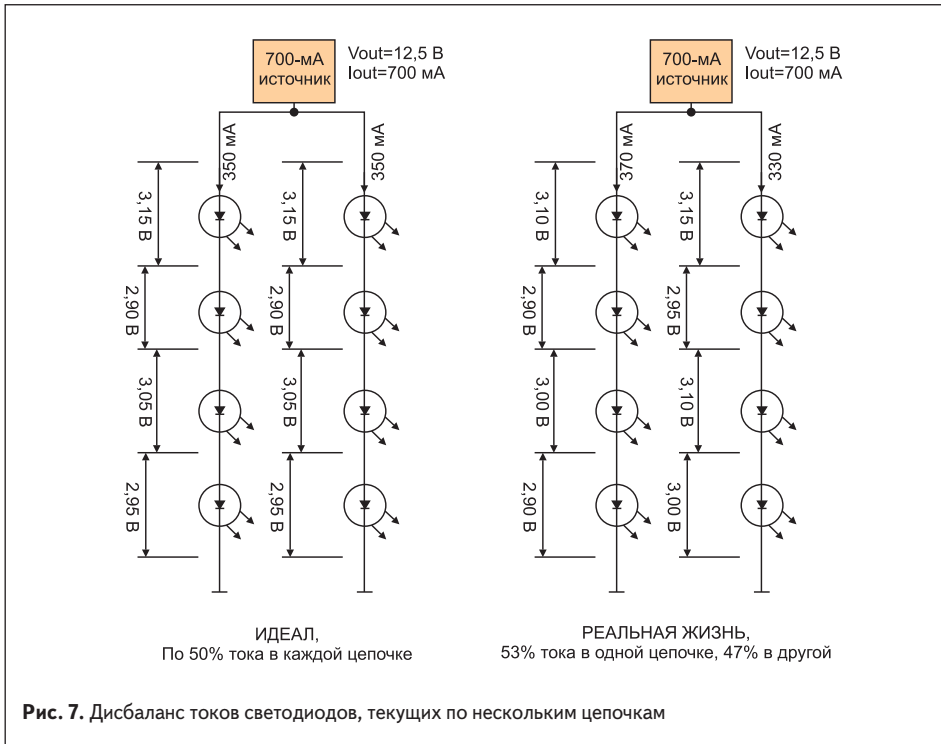 700-мА
источник
Vout=12,5 В
Iout=700 мА
350 мА
350 мА
3,15 В
2,90 В
3,05 В
2,95 В
3,15 В
2,90 В
3,05 В
2,95 В
ИДЕАЛ,
По 50% тока в каждой цепочке
700-мА
источник
Vout=12,5 В
Iout=700 мА
370 мА
330 мА
3,10 В
2,90 В
3,00 В
2,90 В
3,15 В
2,95 В
3,10 В
3,00 В
РЕАЛЬНАЯ ЖИЗНЬ,
53% тока в одной цепочке, 47% в другой
Рис. 7. Дисбаланс токов светодиодов, текущих по нескольким цепочкам